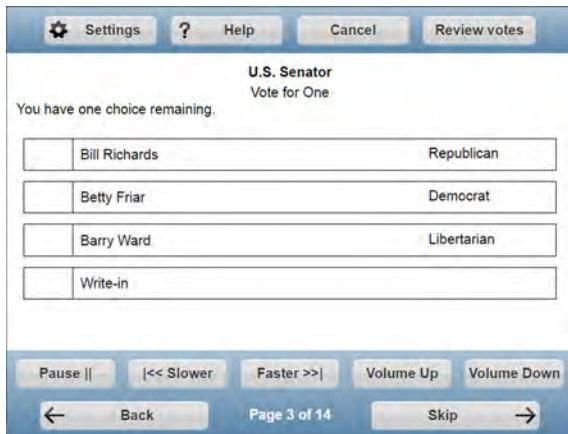 Settings ? Help Cancel Review votes
U.S. Senator
Vote for One
You have one choice remaining.
Bill Richards Republican
Betty Friar Democrat
Barry Ward Libertarian
Write-in
Pause || |<< Slower Faster >>| Volume Up Volume Down
← Back Page 3 of 14 Skip →